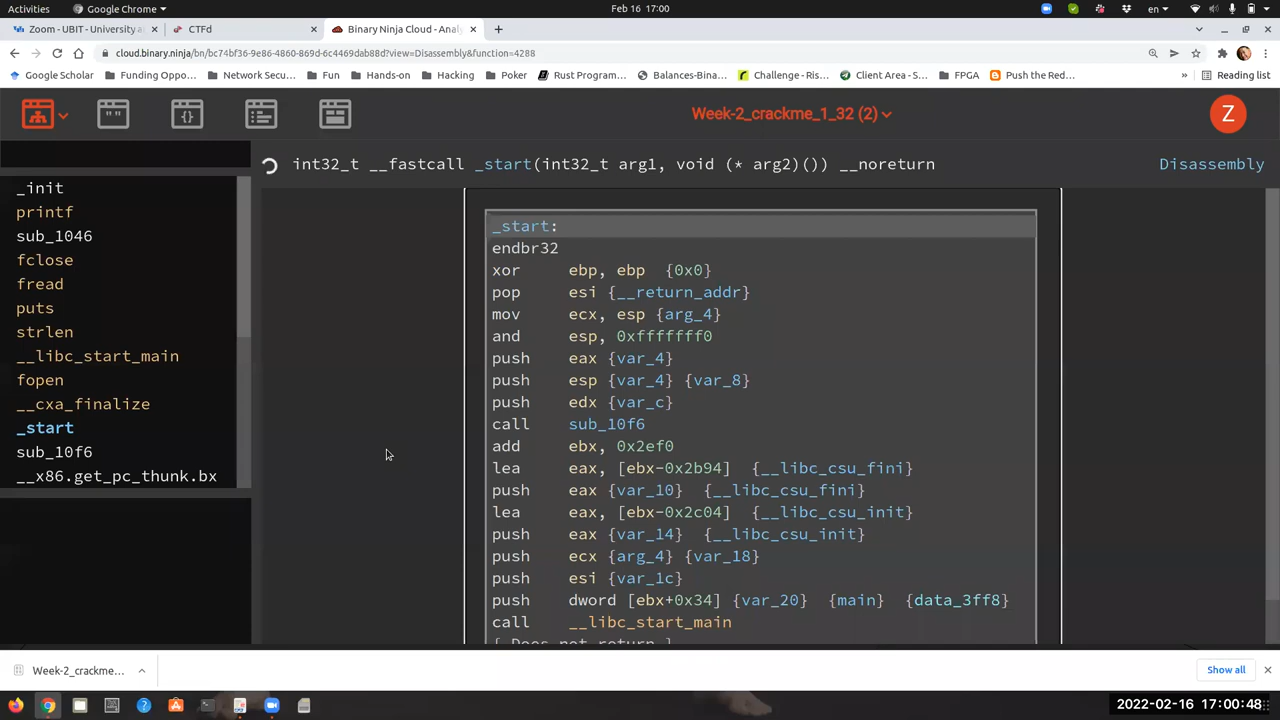 Activities Google Chrome Feb 16 17:00 en
Zoom - UBIT - University a CTFd Binary Ninja Cloud - Anal
cloud.binary.ninja/bn/bc74bf36-9e86-4860-869d-6c4469dab88d?view=Disassembly&function=4288
Google Scholar Funding Oppo... Network Secu... Fun Hands-on Hacking Poker Rust Program... Balances-Bina... Challenge - Ris... Client Area - S... FPGA Push the Red... » Reading list
Week-2_crackme_1_32 (2) Z
int32_t __fastcall _start(int32_t arg1, void (* arg2)()) __noreturn Disassembly
_init
printf
sub_1046
fclose
fread
puts
strlen
__libc_start_main
fopen
__cxa_finalize
_start
sub_10f6
__x86.get_pc_thunk.bx
_start:
endbr32
xor ebp, ebp {0x0}
pop esi {__return_addr}
mov ecx, esp {arg_4}
and esp, 0xfffffff0
push eax {var_4}
push esp {var_4} {var_8}
push edx {var_c}
call sub_10f6
add ebx, 0x2ef0
lea eax, [ebx-0x2b94] {__libc_csu_fini}
push eax {var_10} {__libc_csu_fini}
lea eax, [ebx-0x2c04] {__libc_csu_init}
push eax {var_14} {__libc_csu_init}
push ecx {arg_4} {var_18}
push esi {var_1c}
push dword [ebx+0x34] {var_20} {main} {data_3ff8}
call __libc_start_main
{ Does not return }
Week-2_crackme... Show all
2022-02-16 17:00:48